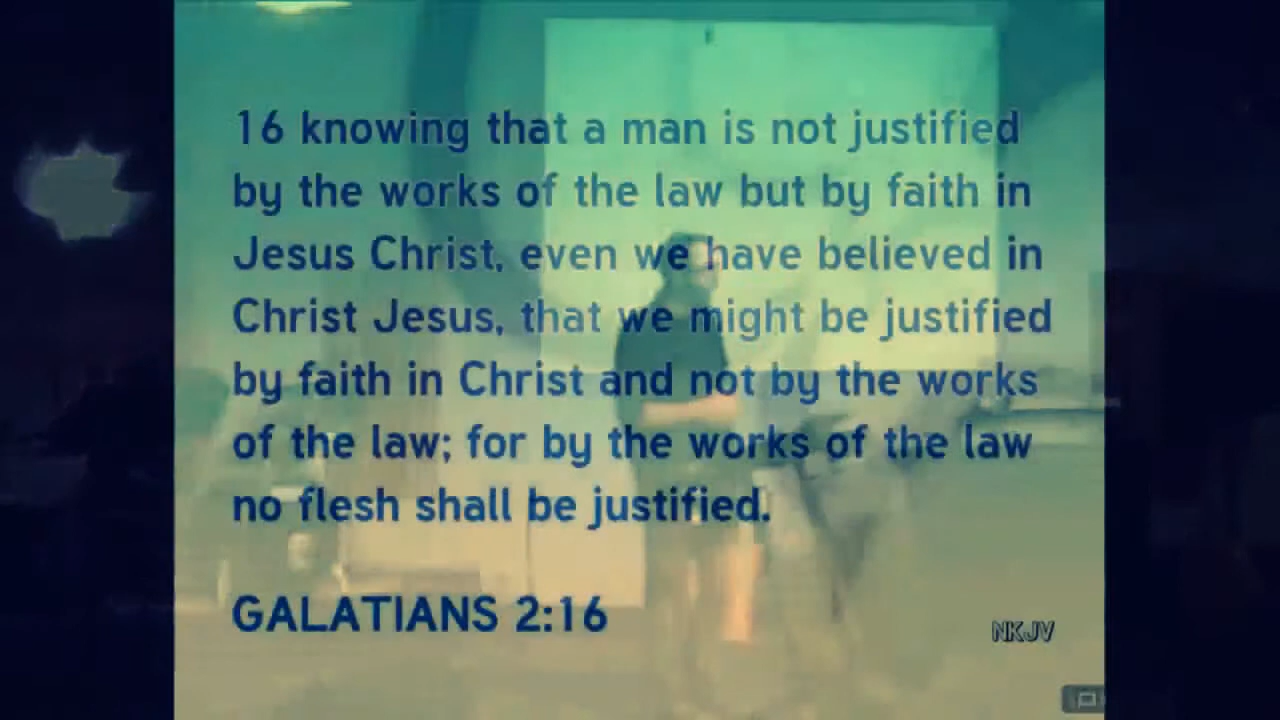 16 knowing that a man is not justified
by the works of the law but by faith in
Jesus Christ, even we have believed in
Christ Jesus, that we might be justified
by faith in Christ and not by the works
of the law; for by the works of the law
no flesh shall be justified.
GALATIANS 2:16
NKJV